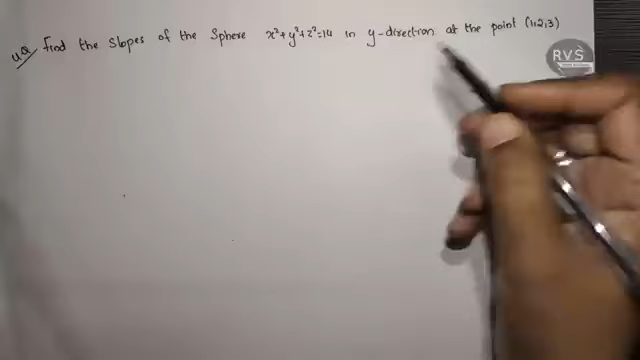 UQ Find the Slopes of the Sphere x²+y²+z²=14 in y-direction at the point (1,2,3)
RVS